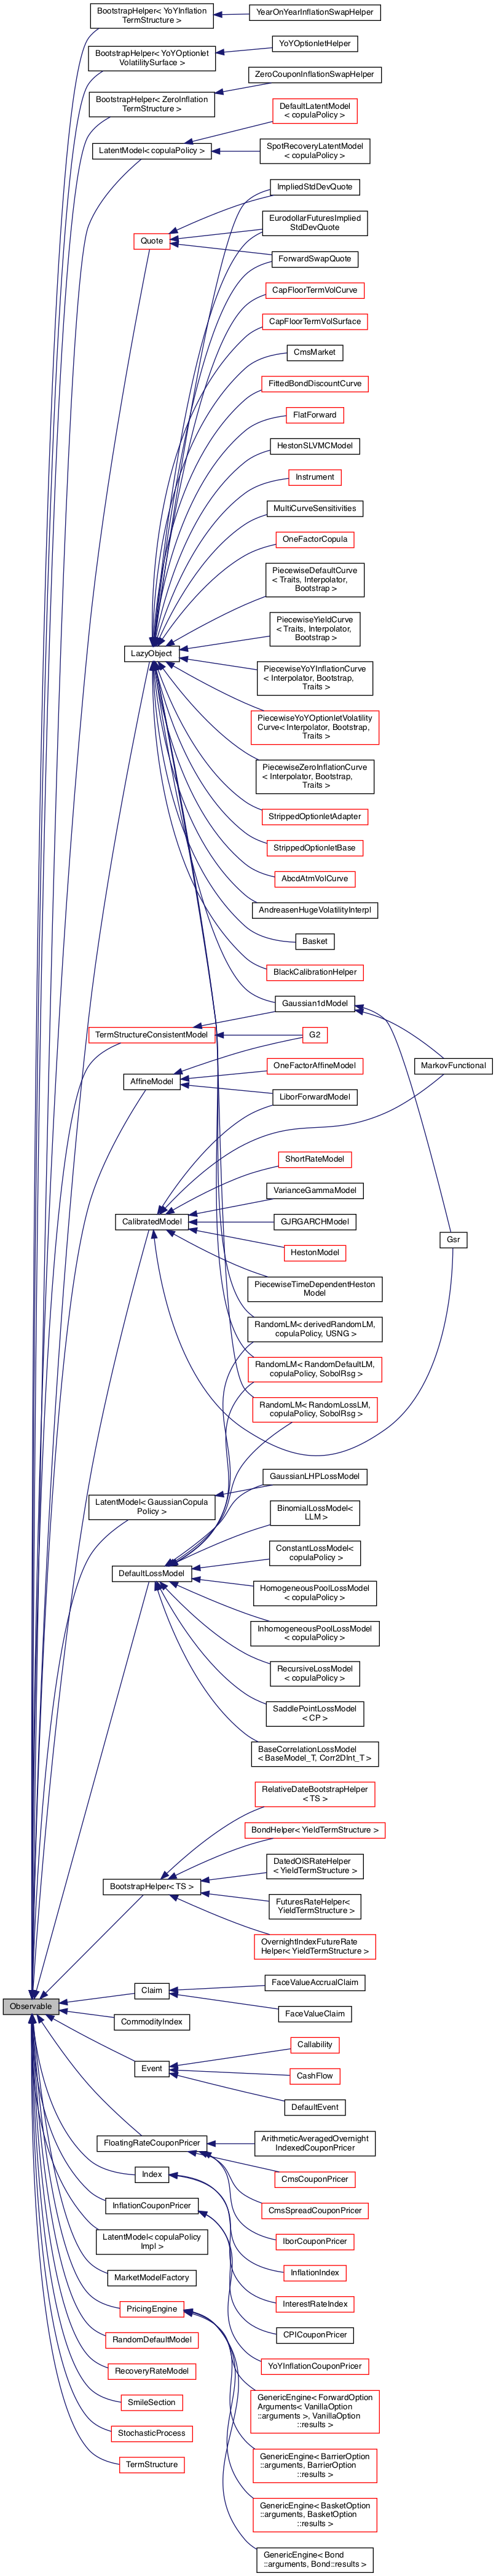 BootstrapHelper< YoYInflation
TermStructure >
YearOnYearInflationSwapHelper
BootstrapHelper< YoYOptionlet
VolatilitySurface >
YoYOptionletHelper
BootstrapHelper< ZeroInflation
TermStructure >
ZeroCouponInflationSwapHelper
LatentModel< copulaPolicy >
DefaultLatentModel
< copulaPolicy >
SpotRecoveryLatentModel
< copulaPolicy >
Quote
ImpliedStdDevQuote
EurodollarFuturesImplied
StdDevQuote
ForwardSwapQuote
CapFloorTermVolCurve
CapFloorTermVolSurface
CmsMarket
FittedBondDiscountCurve
FlatForward
HestonSLVMCModel
Instrument
MultiCurveSensitivities
OneFactorCopula
PiecewiseDefaultCurve
< Traits, Interpolator,
Bootstrap >
PiecewiseYieldCurve
< Traits, Interpolator,
Bootstrap >
LazyObject
PiecewiseYoYInflationCurve
< Interpolator, Bootstrap,
Traits >
PiecewiseYoYOptionletVolatility
Curve< Interpolator, Bootstrap,
Traits >
PiecewiseZeroInflationCurve
< Interpolator, Bootstrap,
Traits >
StrippedOptionletAdapter
StrippedOptionletBase
AbcdAtmVolCurve
AndreasenHugeVolatilityInterpl
Basket
BlackCalibrationHelper
Gaussian1dModel
TermStructureConsistentModel
G2
OneFactorAffineModel
MarkovFunctional
AffineModel
LiborForwardModel
ShortRateModel
VarianceGammaModel
CalibratedModel
GJRGARCHModel
Gsr
HestonModel
PiecewiseTimeDependentHeston
Model
RandomLM< derivedRandomLM,
copulaPolicy, USNG >
RandomLM< RandomDefaultLM,
copulaPolicy, SobolRsg >
RandomLM< RandomLossLM,
copulaPolicy, SobolRsg >
GaussianLHPLossModel
LatentModel< GaussianCopula
Policy >
BinomialLossModel<
LLM >
ConstantLossModel<
copulaPolicy >
DefaultLossModel
HomogeneousPoolLossModel
< copulaPolicy >
InhomogeneousPoolLossModel
< copulaPolicy >
RecursiveLossModel
< copulaPolicy >
SaddlePointLossModel
< CP >
BaseCorrelationLossModel
< BaseModel_T, Corr2DInt_T >
RelativeDateBootstrapHelper
< TS >
BondHelper< YieldTermStructure >
DatedOISRateHelper
< YieldTermStructure >
BootstrapHelper< TS >
FuturesRateHelper<
YieldTermStructure >
OvernightIndexFutureRate
Helper< YieldTermStructure >
Observable
Claim
FaceValueAccrualClaim
FaceValueClaim
CommodityIndex
Callability
Event
CashFlow
DefaultEvent
FloatingRateCouponPricer
ArithmeticAveragedOvernight
IndexedCouponPricer
Index
CmsCouponPricer
InflationCouponPricer
CmsSpreadCouponPricer
LatentModel< copulaPolicy
Impl >
IborCouponPricer
MarketModelFactory
InflationIndex
PricingEngine
InterestRateIndex
RandomDefaultModel
CPICouponPricer
RecoveryRateModel
YoYInflationCouponPricer
SmileSection
GenericEngine< ForwardOption
Arguments< VanillaOption
::arguments >, VanillaOption
::results >
StochasticProcess
TermStructure
GenericEngine< BarrierOption
::arguments, BarrierOption
::results >
GenericEngine< BasketOption
::arguments, BasketOption
::results >
GenericEngine< Bond
::arguments, Bond::results >